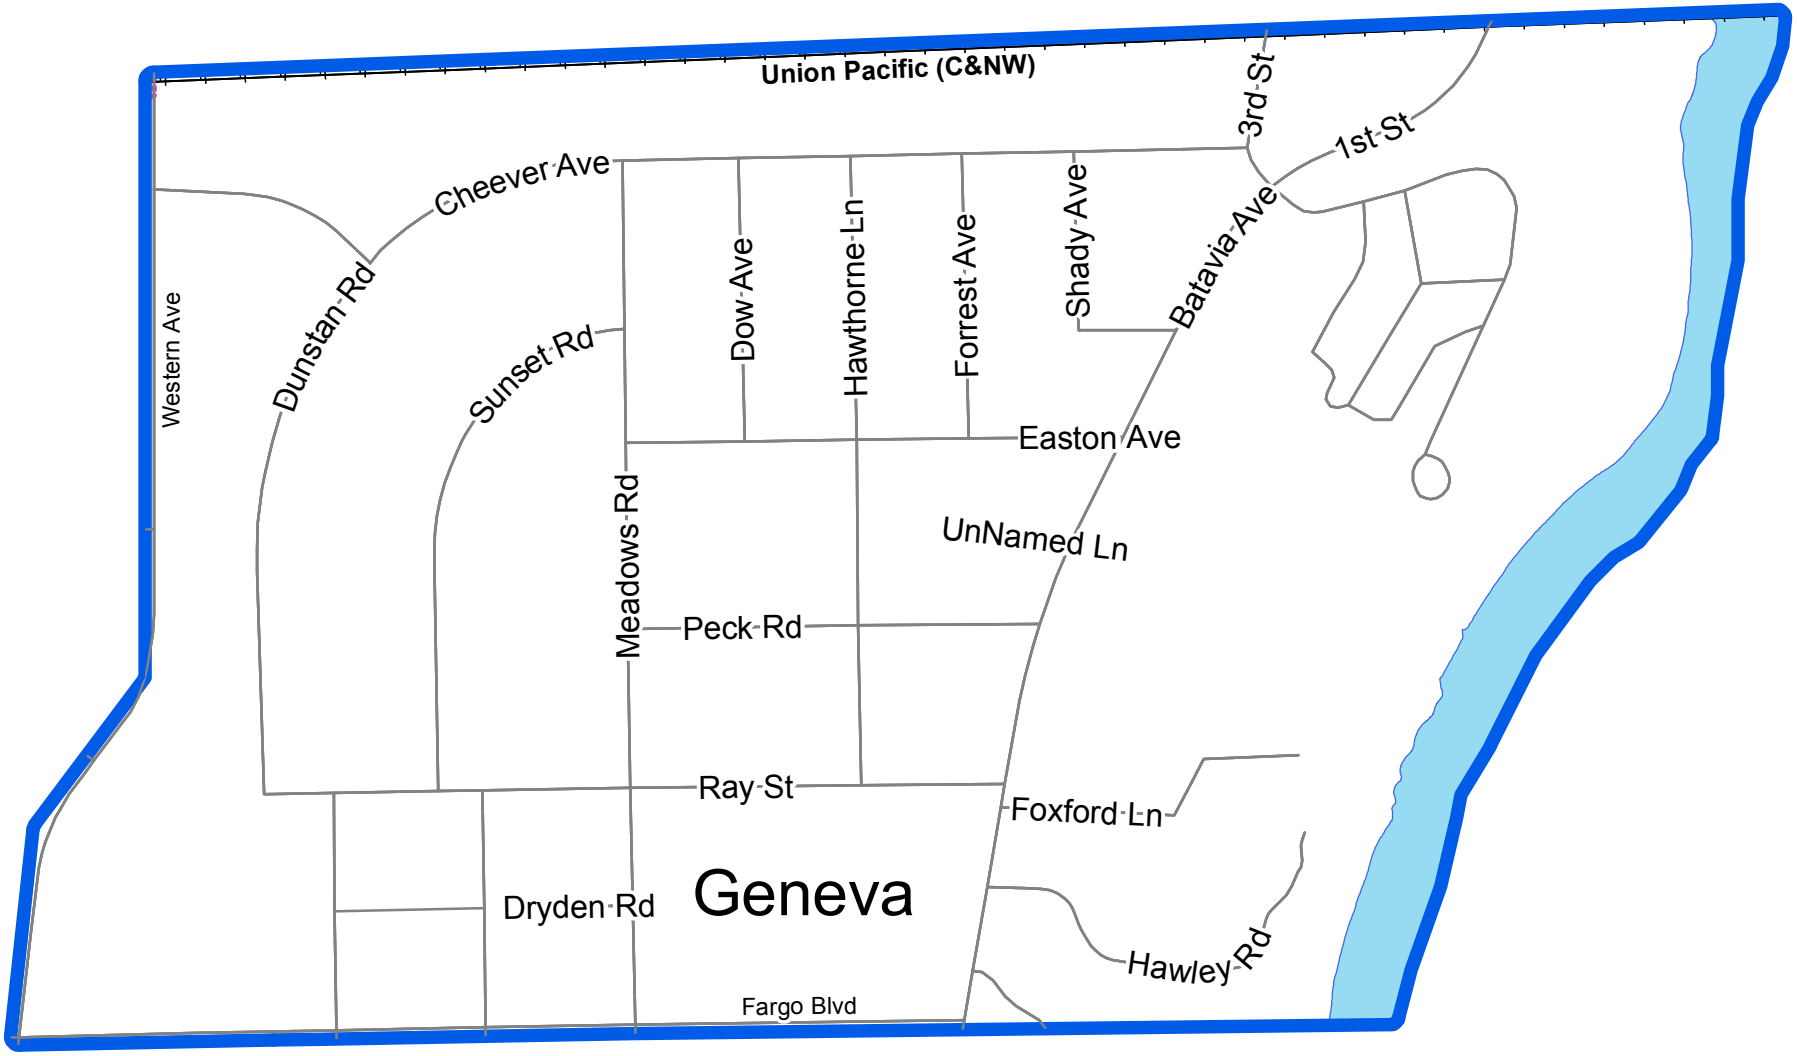 Union Pacific (C&NW)
3rd St
1st St
Cheever Ave
Shady Ave
Batavia Ave
Hawthorne Ln
Forrest Ave
Dow Ave
Dunstan Rd
Western Ave
Sunset Rd
Easton Ave
Meadows Rd
UnNamed Ln
Peck Rd
Ray St
Foxford Ln
Geneva
Dryden Rd
Hawley Rd
Fargo Blvd